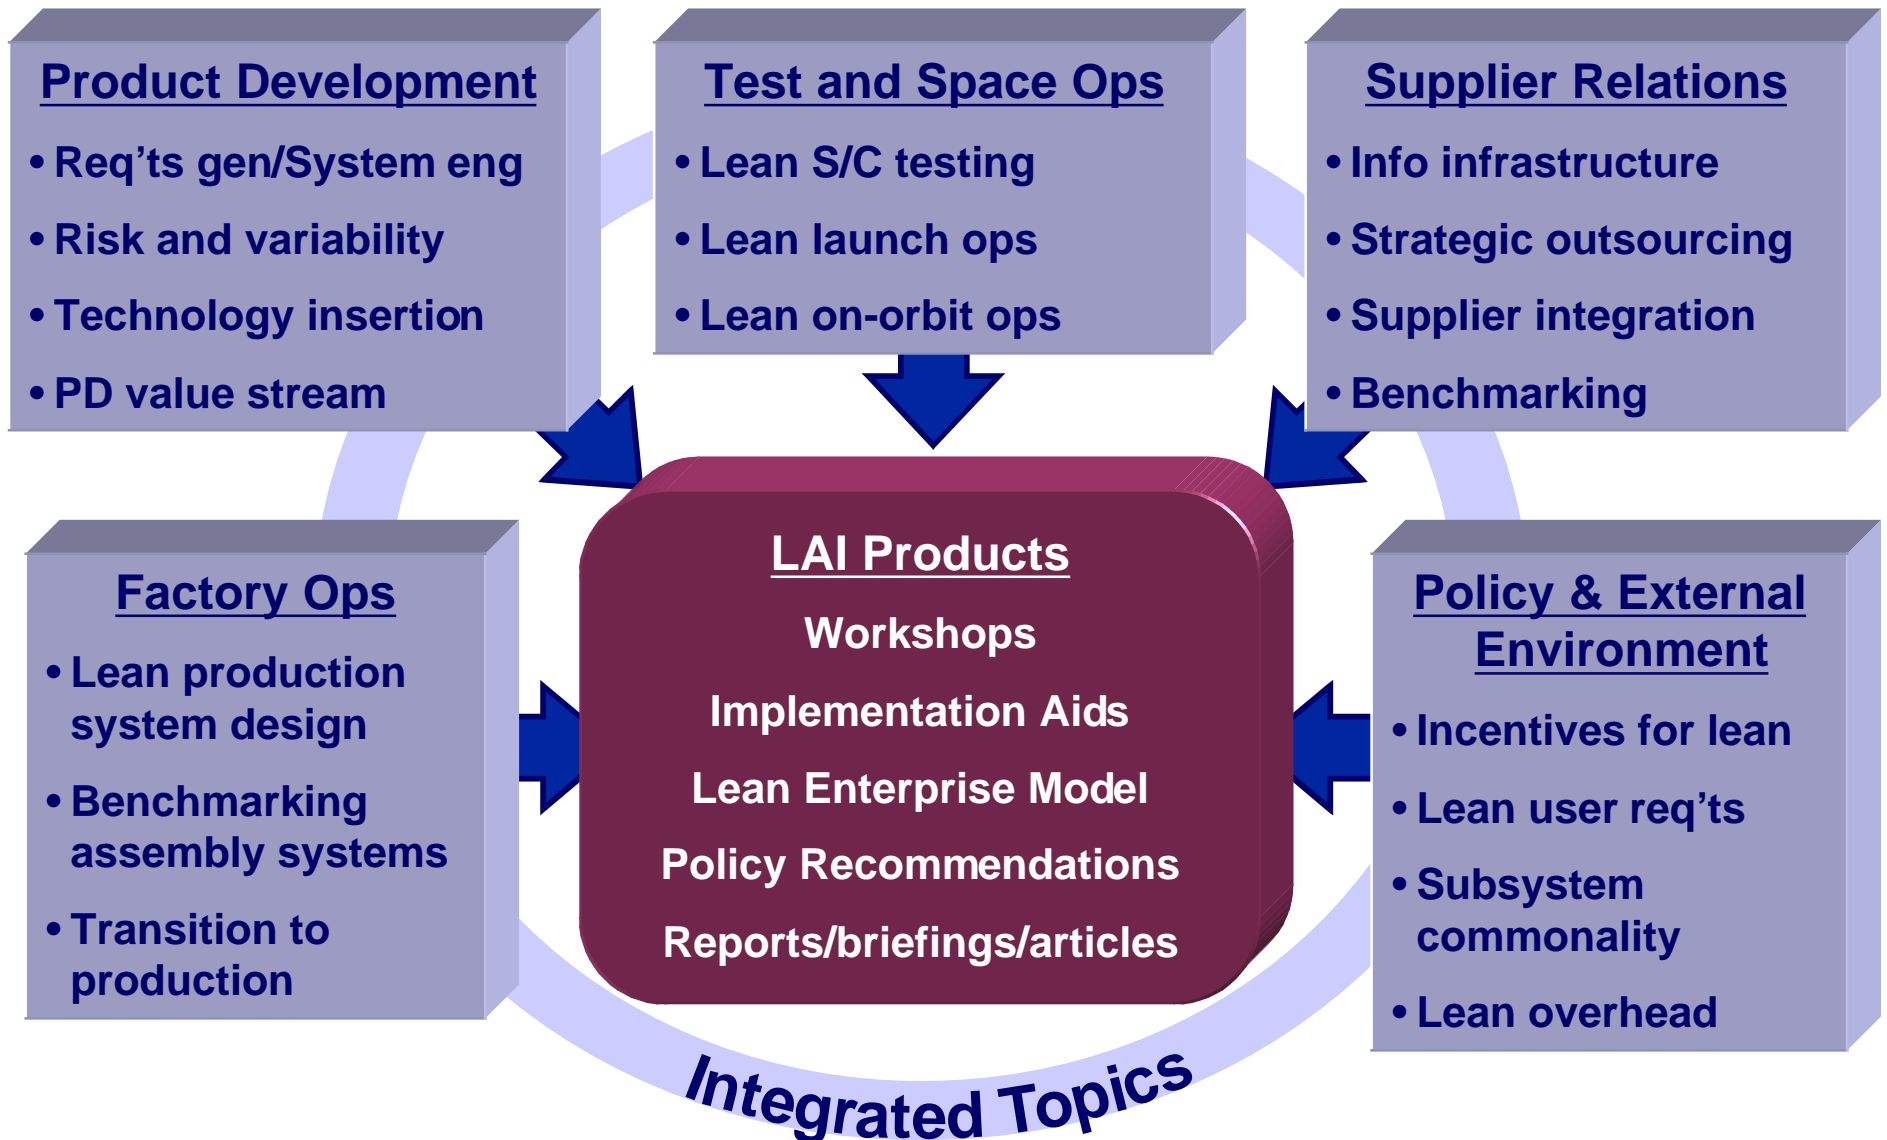 Product Development
• Req’ts gen/System eng
• Risk and variability
• Technology insertion
• PD value stream
Test and Space Ops
• Lean S/C testing
• Lean launch ops
• Lean on-orbit ops
Supplier Relations
• Info infrastructure
• Strategic outsourcing
• Supplier integration
• Benchmarking
Factory Ops
• Lean production
system design
• Benchmarking
assembly systems
• Transition to
production
LAI Products
Workshops
Implementation Aids
Lean Enterprise Model
Policy Recommendations
Reports/briefings/articles
Policy & External
Environment
• Incentives for lean
• Lean user req’ts
• Subsystem
commonality
• Lean overhead
Integrated Topics